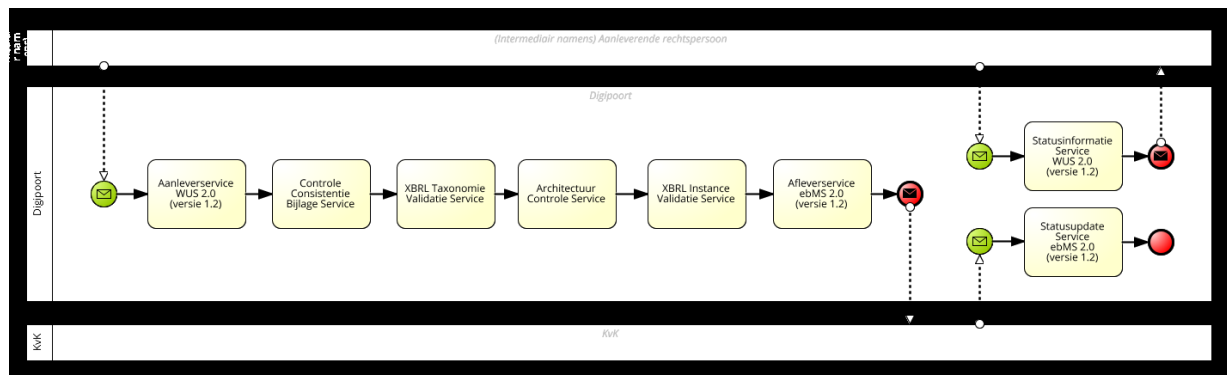 (Intermediair namens) Aanleverende rechtspersoon
Digipoort
Digipoort
Aanleverservice
WUS 2.0
(versie 1.2)
Controle
Consistentie
Bijlage Service
XBRL Taxonomie
Validatie Service
Architectuur
Controle Service
XBRL Instance
Validatie Service
Afleverservice
ebMS 2.0
(versie 1.2)
Statusinformatie
Service
WUS 2.0
(versie 1.2)
Statusupdate
Service
ebMS 2.0
(versie 1.2)
KvK
KvK